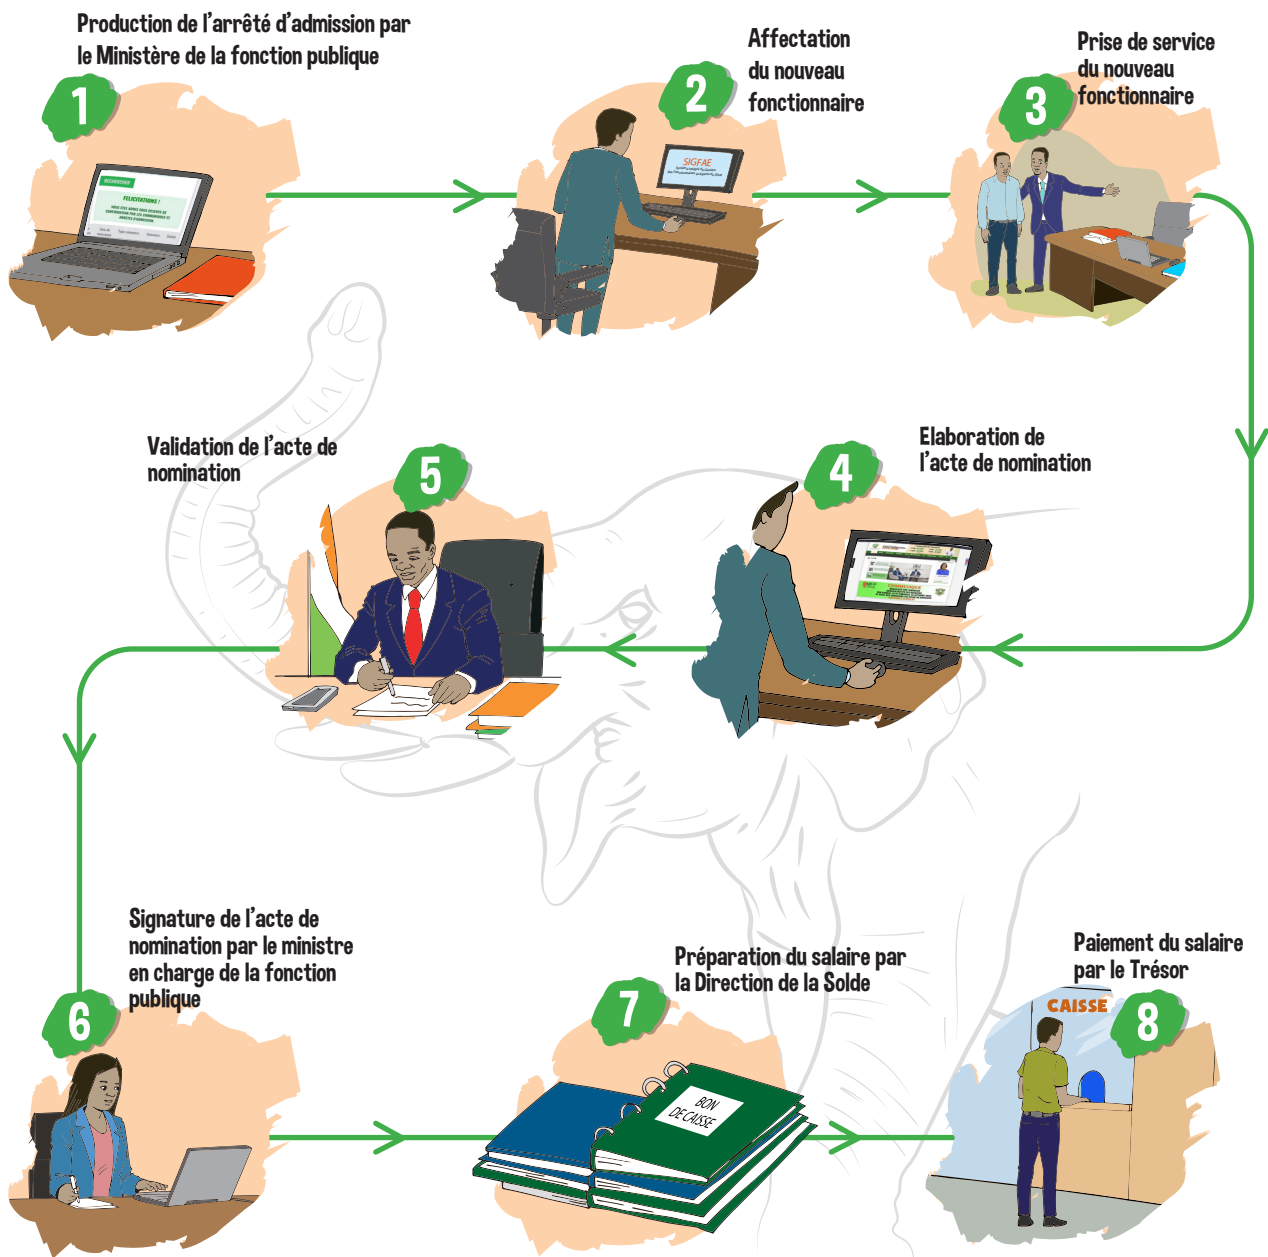 Production de l'arrêté d'admission par
le Ministère de la fonction publique
1
RECHERCHER
FELICITATIONS !
Affectation
du nouveau
fonctionnaire
2
SIGFAE
Prise de service
du nouveau
fonctionnaire
3
Elaboration de
l'acte de nomination
4
COMMUNIQUE
Validation de l'acte de
nomination
5
Signature de l'acte de
nomination par le ministre
en charge de la fonction
publique
6
Préparation du salaire par
la Direction de la Solde
7
BON
DE CAISSE
Paiement du salaire
par le Trésor
8
CAISSE